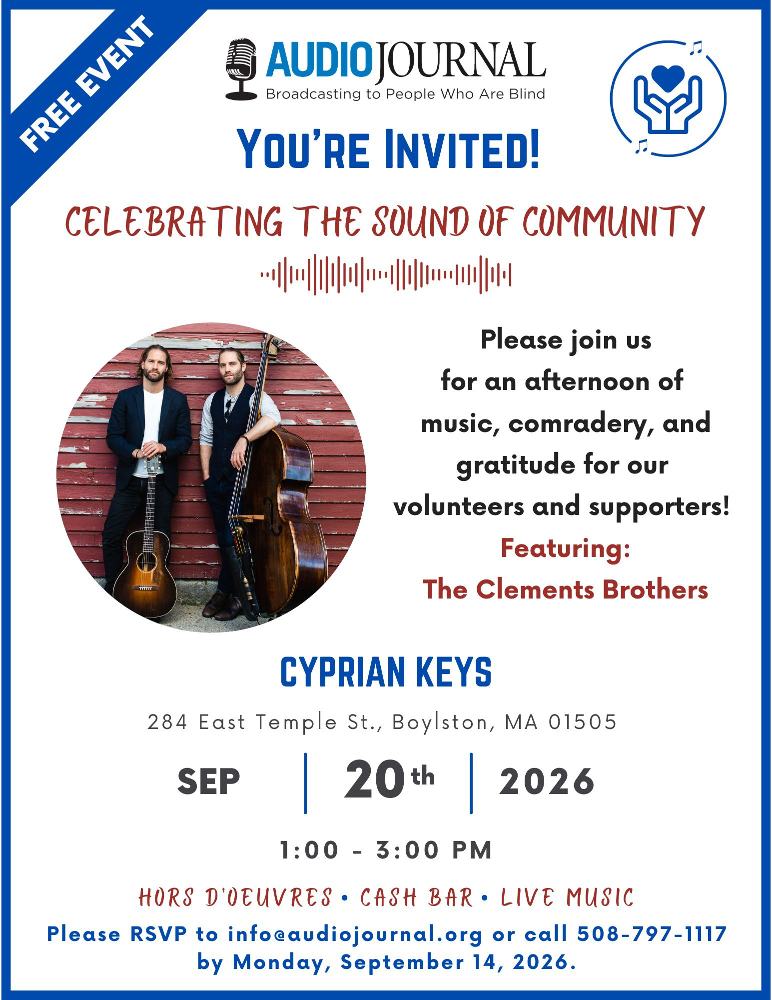 FREE EVENT
AUDIOJOURNAL
Broadcasting to People Who Are Blind
You're Invited!
CELEBRATING THE SOUND OF COMMUNITY
Please join us
for an afternoon of
music, comradery, and
gratitude for our
volunteers and supporters!
Featuring:
The Clements Brothers
CYPRIAN KEYS
284 East Temple St., Boylston, MA 01505
SEP 20th 2026
1:00 - 3:00 PM
HORS D'OEUVRES • CASH BAR • LIVE MUSIC
Please RSVP to info@audiojournal.org or call 508-797-1117
by Monday, September 14, 2026.